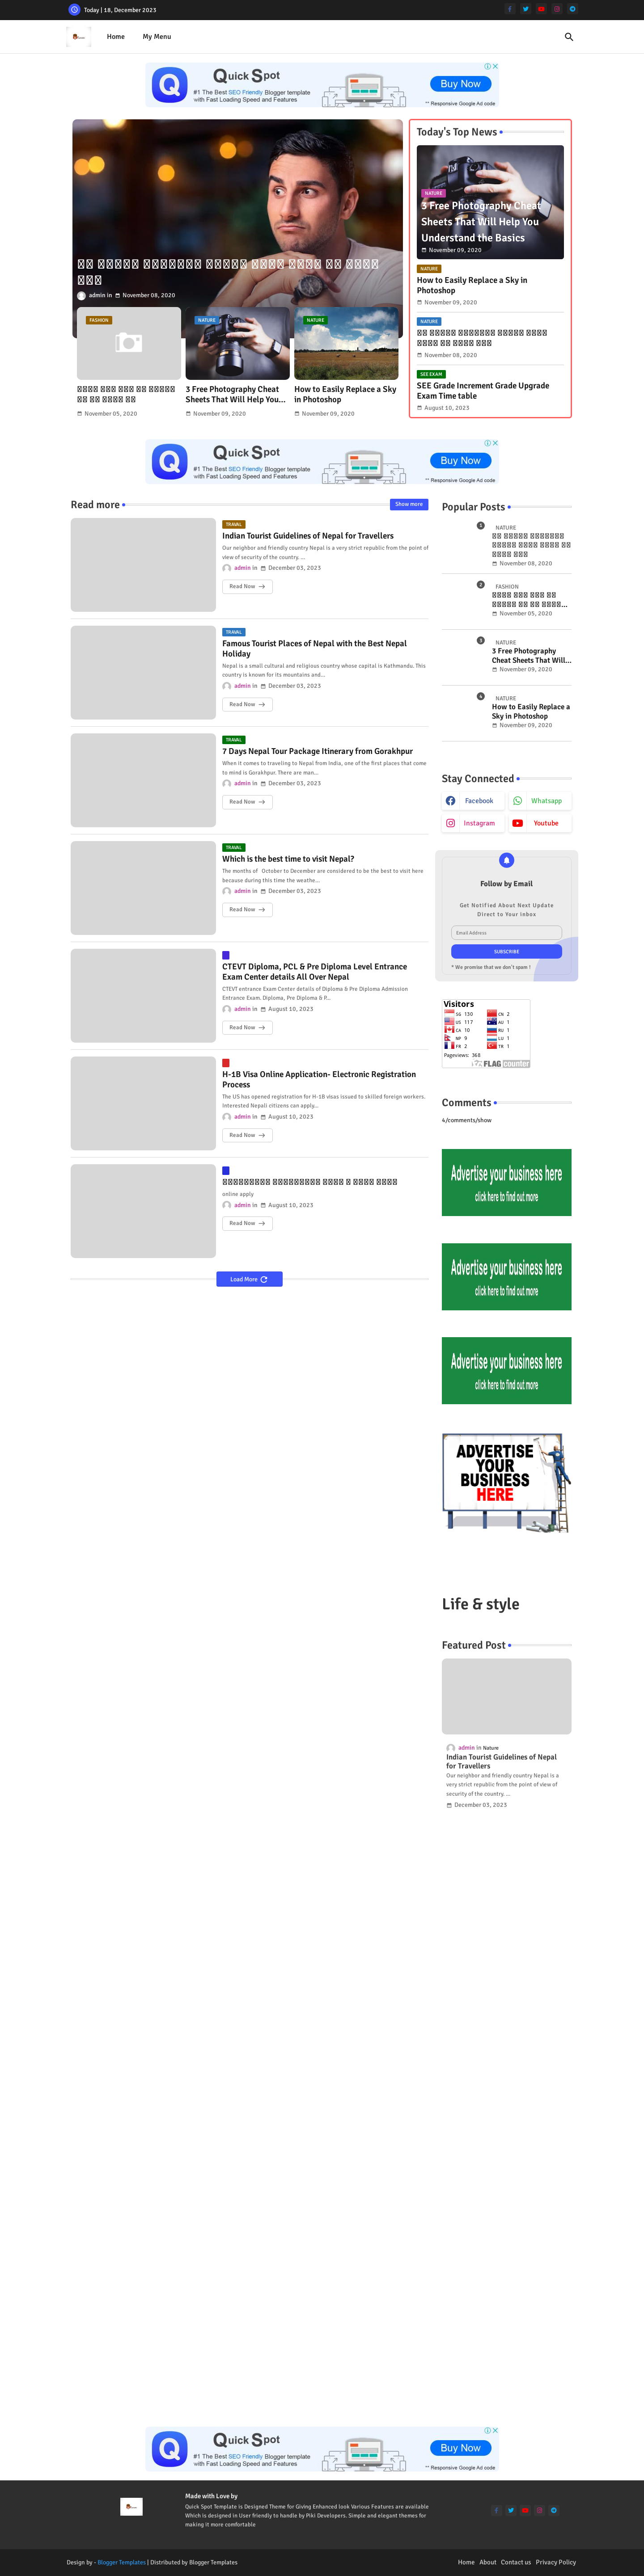 Today | 18, December 2023
Home
My Menu
Quick Spot
#1 The Best SEO Friendly Blogger template
with Fast Loading Speed and Features
Buy Now
** Responsive Google Ad code
admin in November 08, 2020
FASHION
November 05, 2020
NATURE
3 Free Photography Cheat
Sheets That Will Help You...
November 09, 2020
NATURE
How to Easily Replace a Sky
in Photoshop
November 09, 2020
Today's Top News
NATURE
3 Free Photography Cheat
Sheets That Will Help You
Understand the Basics
November 09, 2020
NATURE
How to Easily Replace a Sky in
Photoshop
November 09, 2020
NATURE
November 08, 2020
SEE EXAM
SEE Grade Increment Grade Upgrade
Exam Time table
August 10, 2023
Quick Spot
#1 The Best SEO Friendly Blogger template
with Fast Loading Speed and Features
Buy Now
** Responsive Google Ad code
Read more
Show more
TRAVAL
Indian Tourist Guidelines of Nepal for Travellers
Our neighbor and friendly country Nepal is a very strict republic from the point of
view of security of the country. ...
admin in December 03, 2023
Read Now
TRAVAL
Famous Tourist Places of Nepal with the Best Nepal
Holiday
Nepal is a small cultural and religious country whose capital is Kathmandu. This
country is known for its mountains and...
admin in December 03, 2023
Read Now
TRAVAL
7 Days Nepal Tour Package Itinerary from Gorakhpur
When it comes to traveling to Nepal from India, one of the first places that come
to mind is Gorakhpur. There are man...
admin in December 03, 2023
Read Now
TRAVAL
Which is the best time to visit Nepal?
The months of October to December are considered to be the best to visit here
because during this time the weathe...
admin in December 03, 2023
Read Now
CTEVT Diploma, PCL & Pre Diploma Level Entrance
Exam Center details All Over Nepal
CTEVT entrance Exam Center details of Diploma & Pre Diploma Admission
Entrance Exam. Diploma, Pre Diploma & P...
admin in August 10, 2023
Read Now
H-1B Visa Online Application- Electronic Registration
Process
The US has opened registration for H-1B visas issued to skilled foreign workers.
Interested Nepali citizens can apply...
admin in August 10, 2023
Read Now
online apply
admin in August 10, 2023
Read Now
Load More
Popular Posts
1
NATURE
November 08, 2020
2
FASHION
November 05, 2020
3
NATURE
3 Free Photography
Cheat Sheets That Will...
November 09, 2020
4
NATURE
How to Easily Replace a
Sky in Photoshop
November 09, 2020
Stay Connected
Facebook
Whatsapp
Instagram
Youtube
Follow by Email
Get Notified About Next Update
Direct to Your inbox
Email Address
SUBSCRIBE
* We promise that we don't spam !
Visitors
SG 130 CN 2
US 117 AU 1
CA 10 RU 1
NP 9 LU 1
FR 2 TR 1
Pageviews: 368
FLAG counter
Comments
4/comments/show
Advertise your business here
click here to find out more
Advertise your business here
click here to find out more
Advertise your business here
click here to find out more
ADVERTISE
YOUR
BUSINESS
HERE
Life & style
Featured Post
admin in Nature
Indian Tourist Guidelines of Nepal
for Travellers
Our neighbor and friendly country Nepal is a
very strict republic from the point of view of
security of the country. ...
December 03, 2023
Quick Spot
#1 The Best SEO Friendly Blogger template
with Fast Loading Speed and Features
Buy Now
** Responsive Google Ad code
Made with Love by
Quick Spot Template is Designed Theme for Giving Enhanced look Various Features are available
Which is designed in User friendly to handle by Piki Developers. Simple and elegant themes for
making it more comfortable
Design by - Blogger Templates | Distributed by Blogger Templates
Home About Contact us Privacy Policy